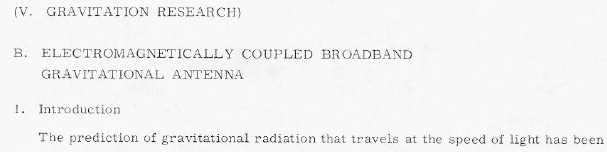 (V. GRAVITATION RESEARCH)
B. ELECTROMAGNETICALLY COUPLED BROADBAND
GRAVITATIONAL ANTENNA
1. Introduction
The prediction of gravitational radiation that travels at the speed of light has been